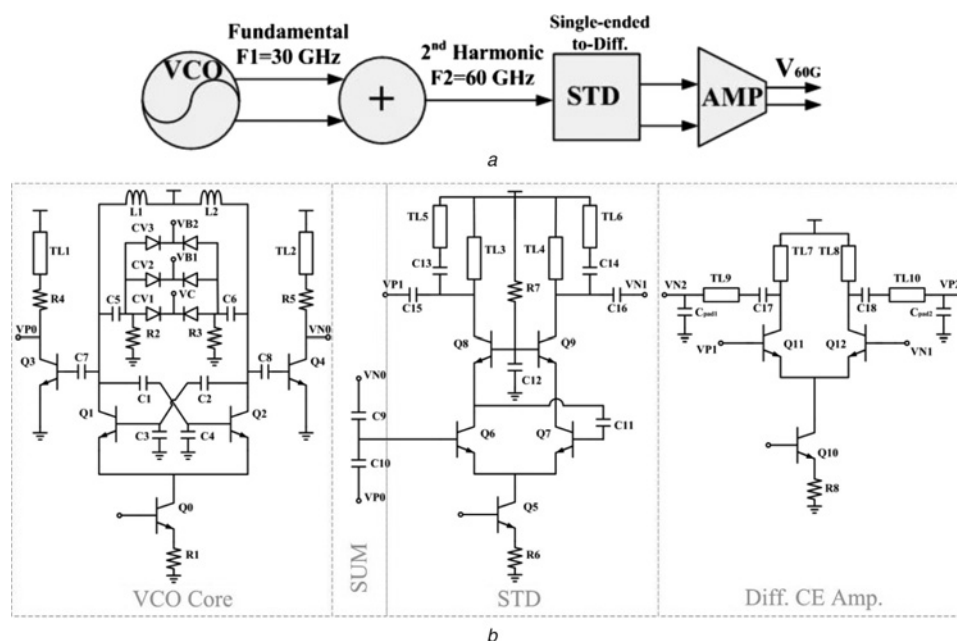 Fundamental
F1=30 GHz
VCO
+
2nd Harmonic
F2=60 GHz
Single-ended
to-Diff.
STD
AMP
V60G
a
L1
L2
TL1
TL2
CV3
VB2
CV2
VB1
CV1
VC
R4
R5
C5
C6
R2
R3
VP0
VN0
Q3
Q4
C7
C8
C1
C2
Q1
Q2
C3
C4
Q0
R1
VCO Core
VN0
C9
C10
VP0
SUM
TL5
TL6
TL3
TL4
C13
C14
VP1
VN1
C15
C16
R7
Q8
Q9
C12
C11
Q6
Q7
Q5
R6
STD
TL7
TL8
VN2
TL9
TL10
VP2
C17
C18
Cpad1
Cpad2
Q11
Q12
VP1
VN1
Q10
R8
Diff. CE Amp.
b